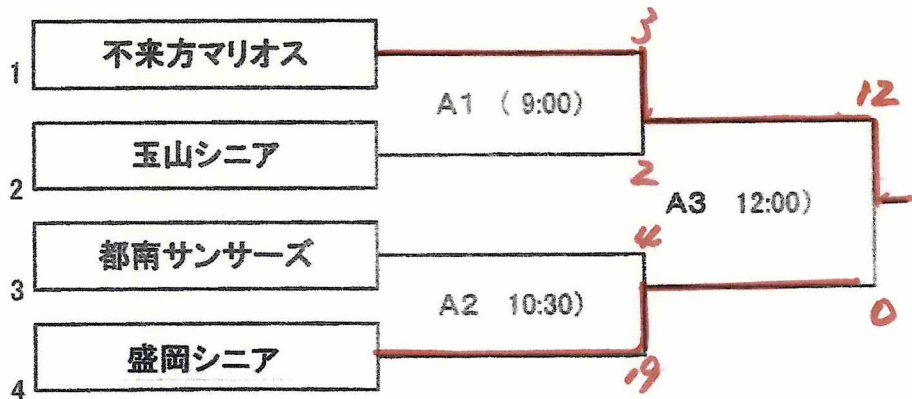 不来方マリオス
1
3
12
A1 ( 9:00)
玉山シニア
2
2
A3 12:00)
都南サンサーズ
3
4
A2 10:30)
0
盛岡シニア
4
19